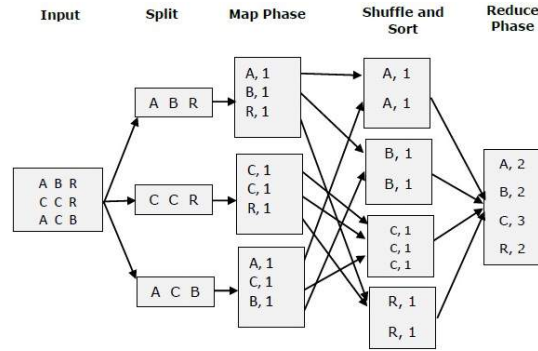 Input
Split
Map Phase
Shuffle and Sort
Reduce Phase
A B R
C C R
A C B
A B R
C C R
A C B
A, 1
B, 1
R, 1
C, 1
C, 1
R, 1
A, 1
C, 1
B, 1
A, 1
A, 1
B, 1
B, 1
C, 1
C, 1
C, 1
R, 1
R, 1
A, 2
B, 2
C, 3
R, 2